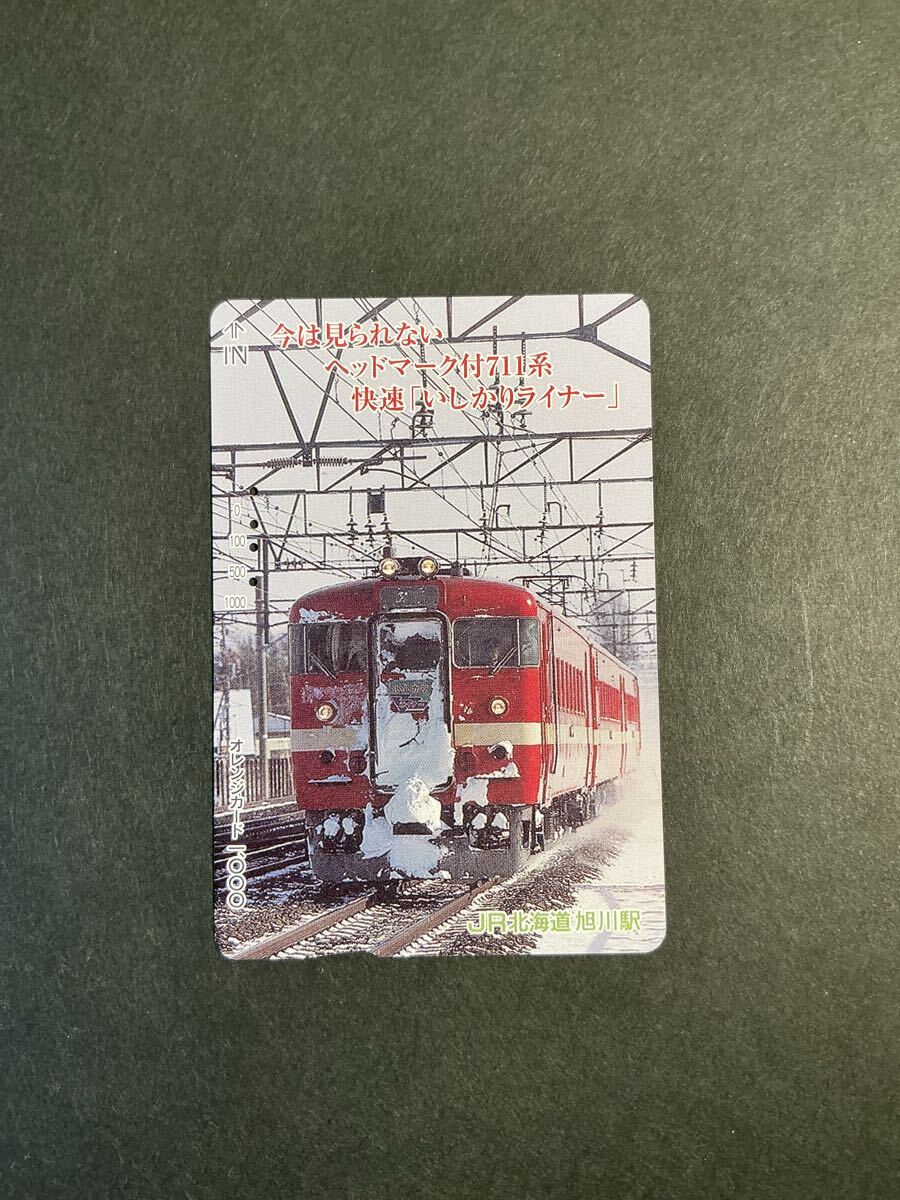 IN
今は見られない
ヘッドマーク付711系
快速「いしかりライナー」
0
100
500
1000
オレンジカード 1000
JR北海道 旭川駅